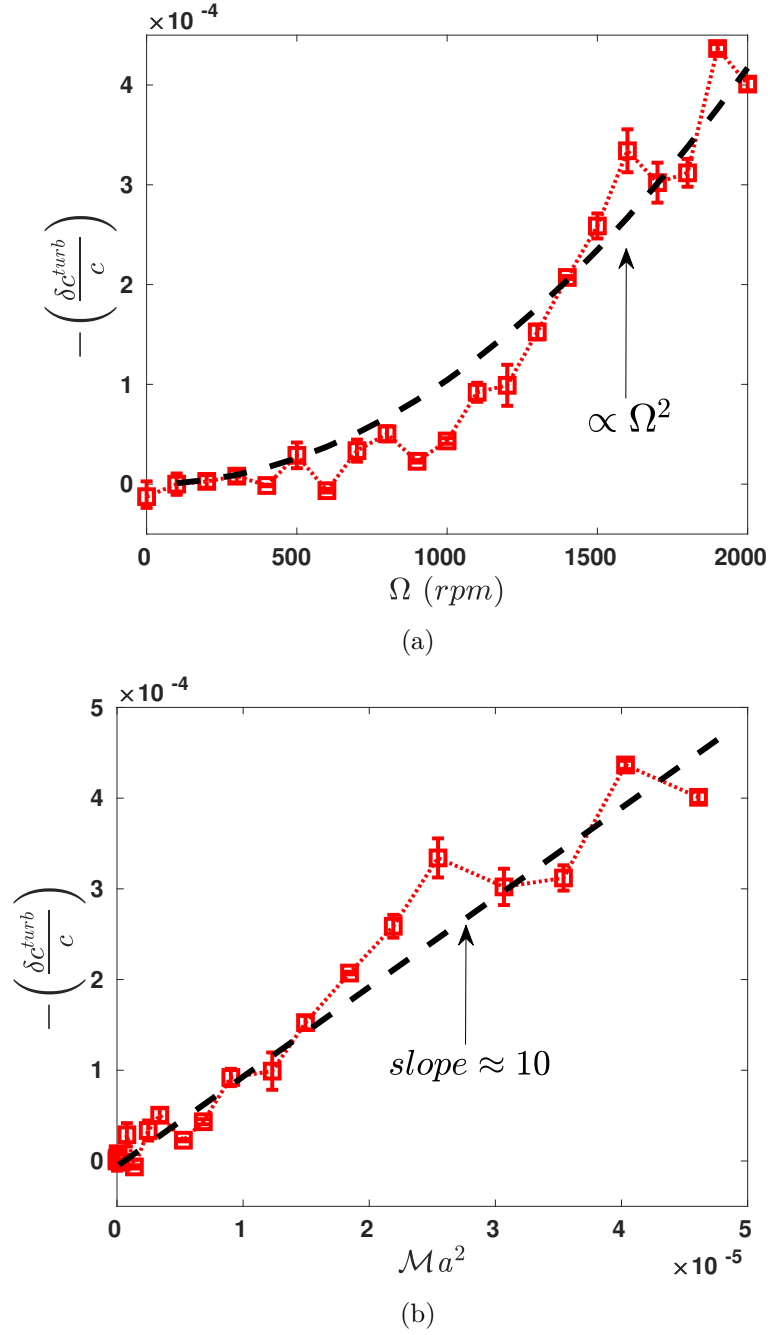 ×10 -4
4
3
2
1
0
−(δc^turb/c)
∝ Ω²
0 500 1000 1500 2000
Ω (rpm)
(a)
×10 -4
5
4
3
2
1
0
−(δc^turb/c)
slope ≈ 10
0 1 2 3 4 5
ℳa²
×10 -5
(b)